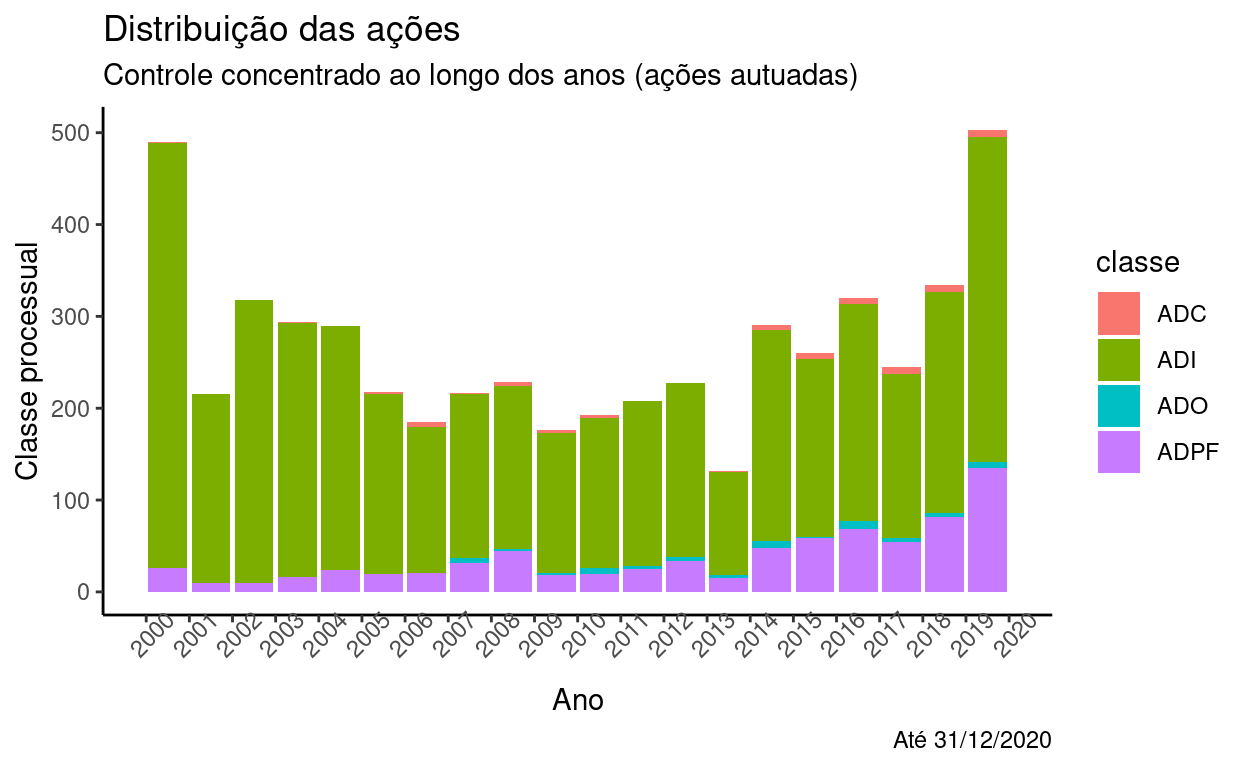 Distribuição das ações
Controle concentrado ao longo dos anos (ações autuadas)
Classe processual
500
400
300
200
100
0
2000 2001 2002 2003 2004 2005 2006 2007 2008 2009 2010 2011 2012 2013 2014 2015 2016 2017 2018 2019 2020
Ano
classe
ADC
ADI
ADO
ADPF
Até 31/12/2020